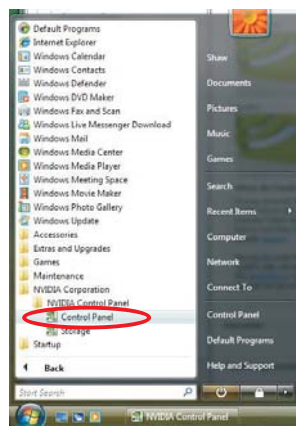 Default Programs
Internet Explorer
Windows Calendar
Windows Contacts
Windows Defender
Windows DVD Maker
Windows Fax and Scan
Windows Live Messenger Download
Windows Mail
Windows Media Center
Windows Media Player
Windows Meeting Space
Windows Movie Maker
Windows Photo Gallery
Windows Update
Accessories
Extras and Upgrades
Games
Maintenance
NVIDIA Corporation
NVIDIA Control Panel
Control Panel
Storage
Startup
Back
Start Search
Shaw
Documents
Pictures
Music
Games
Search
Recent Items
Computer
Network
Connect To
Control Panel
Default Programs
Help and Support
NVIDIA Control Panel